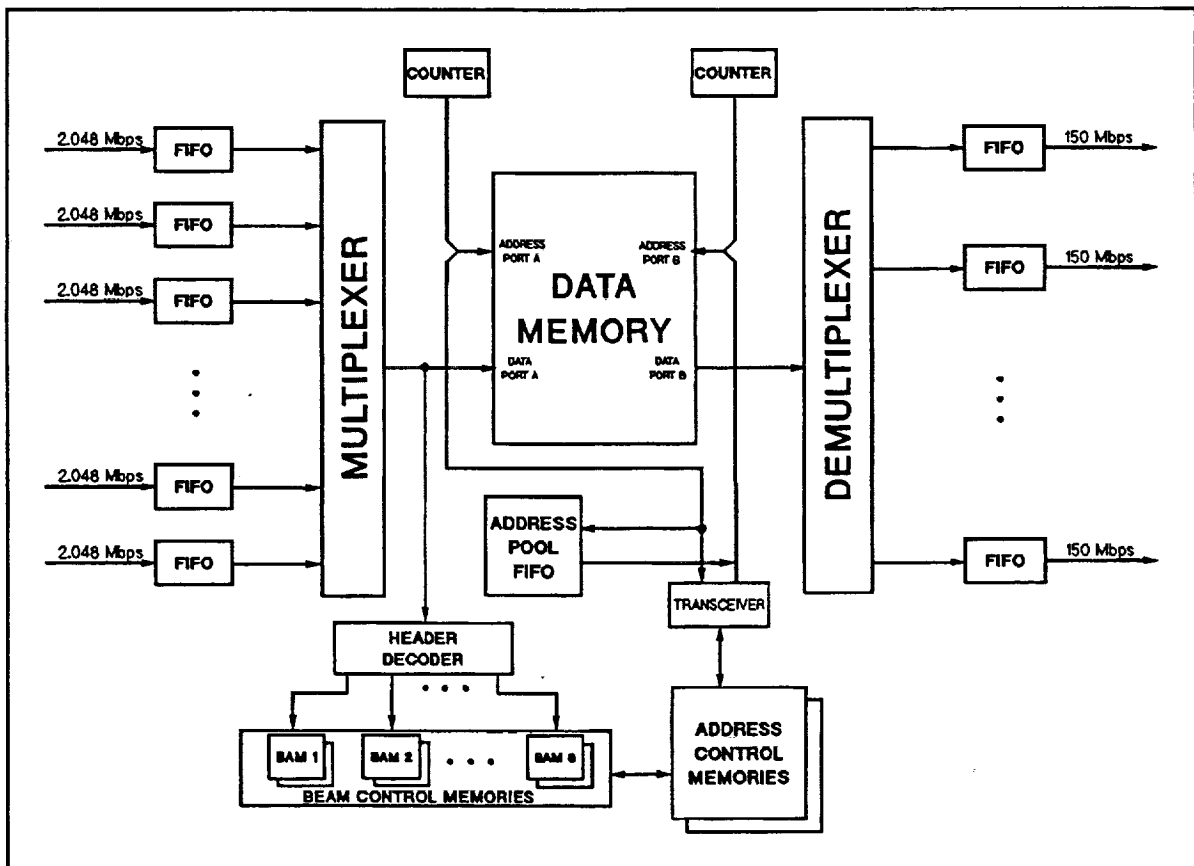 COUNTER
COUNTER
2.048 Mbps
FIFO
FIFO
150 Mbps
2.048 Mbps
FIFO
2.048 Mbps
FIFO
FIFO
150 Mbps
MULTIPLEXER
ADDRESS
PORT A
ADDRESS
PORT B
DATA
MEMORY
DATA
PORT A
DATA
PORT B
DEMULTIPLEXER
2.048 Mbps
FIFO
2.048 Mbps
FIFO
ADDRESS
POOL
FIFO
FIFO
150 Mbps
TRANSCEIVER
HEADER
DECODER
BAM 1
BAM 2
BAM 8
BEAM CONTROL MEMORIES
ADDRESS
CONTROL
MEMORIES